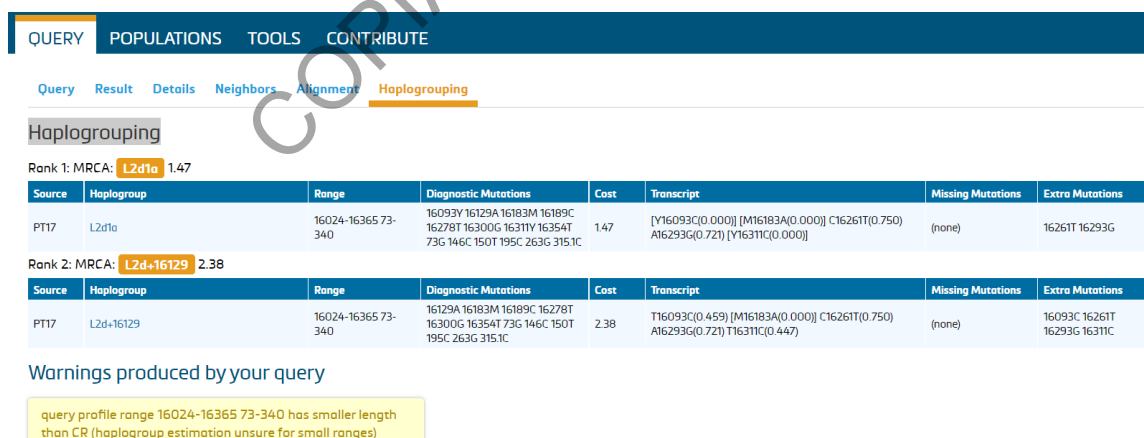 COPIA
QUERY POPULATIONS TOOLS CONTRIBUTE
Query Result Details Neighbors Alignment Haplogrouping
Haplogrouping
Rank 1: MRCA: L2d1a 1.47
Source Haplogroup Range Diagnostic Mutations Cost Transcript Missing Mutations Extra Mutations
PT17 L2d1a 16024-16365 73- 16093Y 16129A 16183M 16189C 1.47 [Y16093C(0.000)] [M16183A(0.000)] C16261T(0.750) (none) 16261T 16293G
340 16278T 16300G 16311Y 16354T A16293G(0.721) [Y16311C(0.000)]
73G 146C 150T 195C 263G 315.1C
Rank 2: MRCA: L2d+16129 2.38
Source Haplogroup Range Diagnostic Mutations Cost Transcript Missing Mutations Extra Mutations
PT17 L2d+16129 16024-16365 73- 16129A 16183M 16189C 16278T 2.38 T16093C(0.459) [M16183A(0.000)] C16261T(0.750) (none) 16093C 16261T
340 16300G 16354T 73G 146C 150T A16293G(0.721) T16311C(0.447) 16293G 16311C
195C 263G 315.1C
Warnings produced by your query
query profile range 16024-16365 73-340 has smaller length
than CR (haplogroup estimation unsure for small ranges)